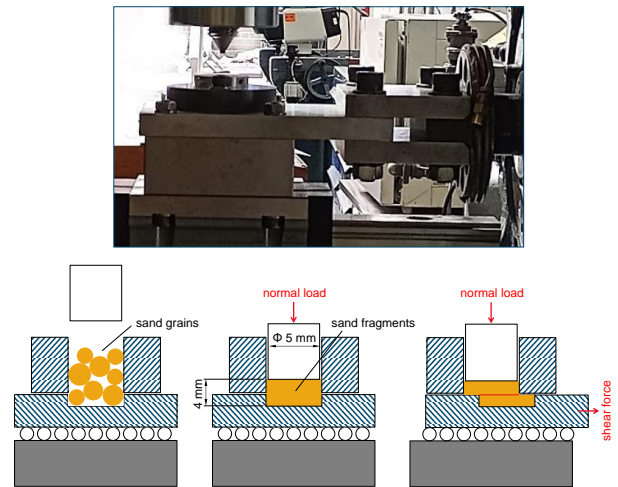 normal load
normal load
sand grains
sand fragments
Φ 5 mm
4 mm
shear force